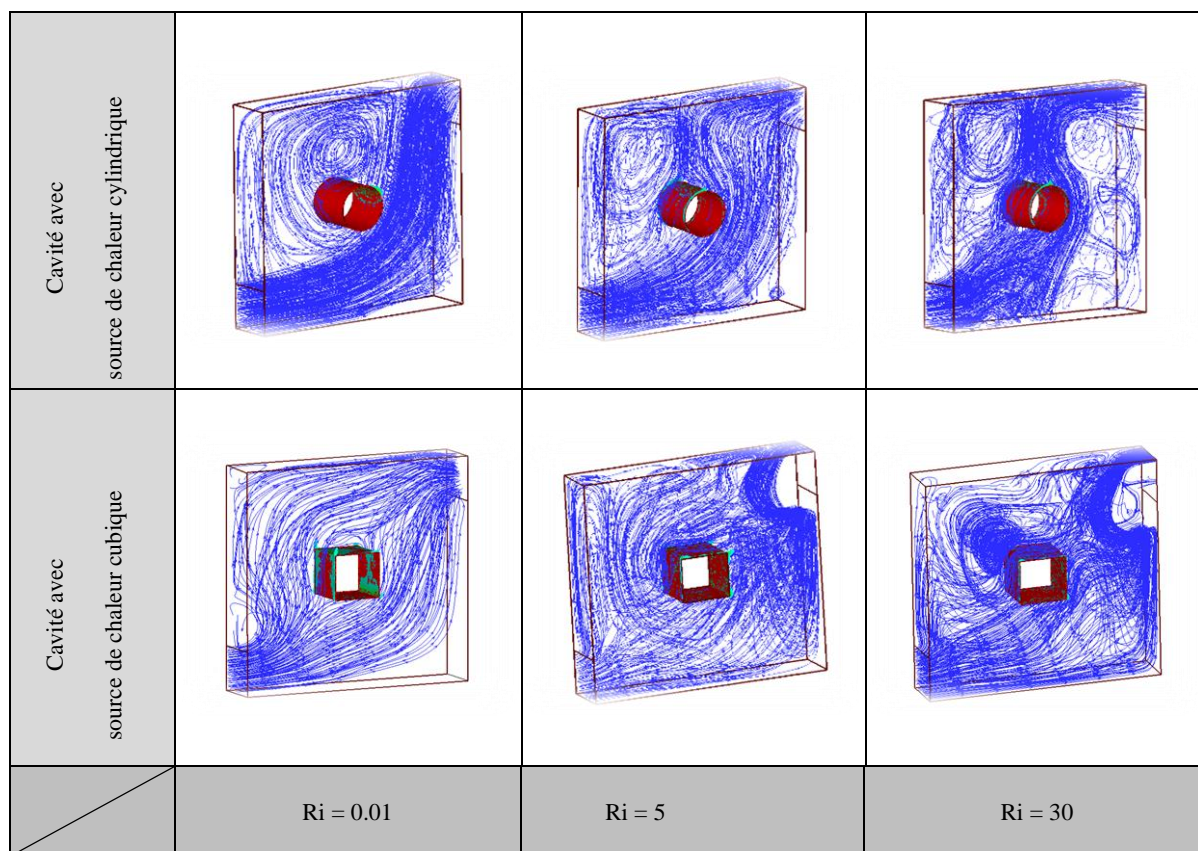 Cavité avec
source de chaleur cylindrique
Cavité avec
source de chaleur cubique
Ri = 0.01
Ri = 5
Ri = 30